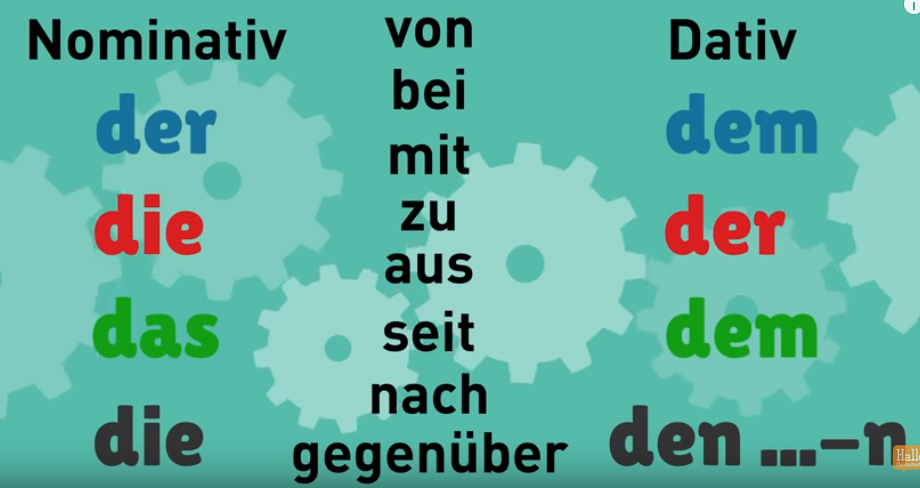 Nominativ
der
die
das
die
von
bei
mit
zu
aus
seit
nach
gegenüber
Dativ
dem
der
dem
den ...–n